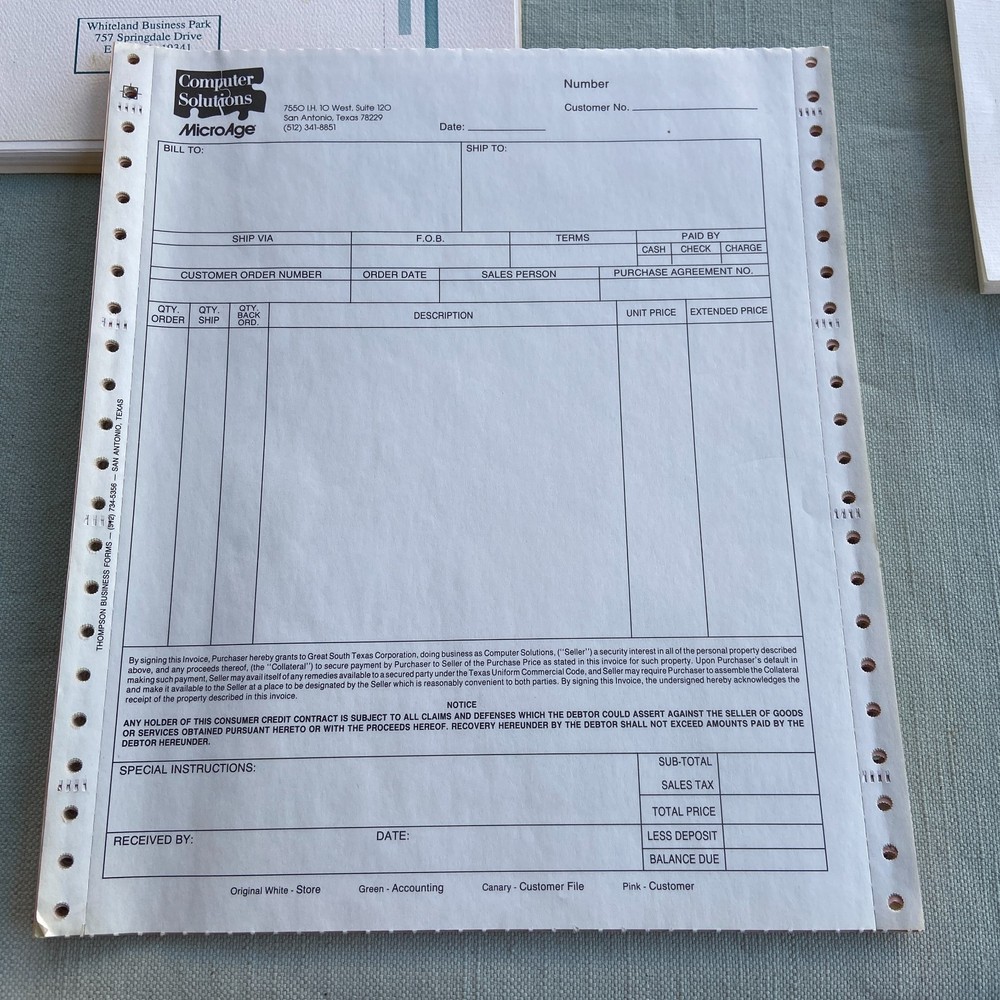 Whiteland Business Park
757 Springdale Drive
E 19341
Computer
Solutions
MicroAge
7550 I.H. 10 West, Suite 120
San Antonio, Texas 78229
(512) 341-8851
Number
Customer No.
Date:
BILL TO:
SHIP TO:
SHIP VIA
F.O.B.
TERMS
PAID BY
CASH
CHECK
CHARGE
CUSTOMER ORDER NUMBER
ORDER DATE
SALES PERSON
PURCHASE AGREEMENT NO.
QTY.
ORDER
QTY.
SHIP
QTY.
BACK
ORD.
DESCRIPTION
UNIT PRICE
EXTENDED PRICE
THOMPSON BUSINESS FORMS — (512) 734-5356 — SAN ANTONIO, TEXAS
By signing this Invoice, Purchaser hereby grants to Great South Texas Corporation, doing business as Computer Solutions, ("Seller") a security interest in all of the personal property described
above, and any proceeds thereof, (the "Collateral") to secure payment by Purchaser to Seller of the Purchase Price as stated in this invoice for such property. Upon Purchaser's default in
making such payment, Seller may avail itself of any remedies available to a secured party under the Texas Uniform Commercial Code, and Seller may require Purchaser to assemble the Collateral
and make it available to the Seller at a place to be designated by the Seller which is reasonably convenient to both parties. By signing this Invoice, the undersigned hereby acknowledges the
receipt of the property described in this invoice.
NOTICE
ANY HOLDER OF THIS CONSUMER CREDIT CONTRACT IS SUBJECT TO ALL CLAIMS AND DEFENSES WHICH THE DEBTOR COULD ASSERT AGAINST THE SELLER OF GOODS
OR SERVICES OBTAINED PURSUANT HERETO OR WITH THE PROCEEDS HEREOF. RECOVERY HEREUNDER BY THE DEBTOR SHALL NOT EXCEED AMOUNTS PAID BY THE
DEBTOR HEREUNDER.
SPECIAL INSTRUCTIONS:
SUB-TOTAL
SALES TAX
TOTAL PRICE
LESS DEPOSIT
BALANCE DUE
RECEIVED BY:
DATE:
Original White - Store
Green - Accounting
Canary - Customer File
Pink - Customer